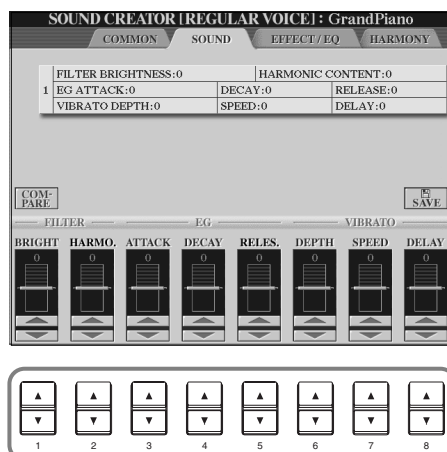 SOUND CREATOR [REGULAR VOICE] : GrandPiano
COMMON SOUND EFFECT / EQ HARMONY
FILTER BRIGHTNESS:0 HARMONIC CONTENT:0
1 EG ATTACK:0 DECAY:0 RELEASE:0
VIBRATO DEPTH:0 SPEED:0 DELAY:0
COM-
PARE
SAVE
FILTER EG VIBRATO
BRIGHT HARMO. ATTACK DECAY RELES. DEPTH SPEED DELAY
0 0 0 0 0 0 0 0
1 2 3 4 5 6 7 8